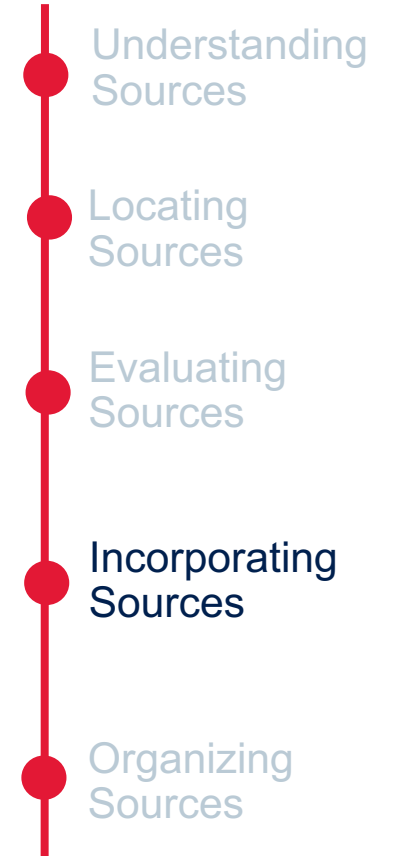 Understanding
Sources
Locating
Sources
Evaluating
Sources
Incorporating
Sources
Organizing
Sources